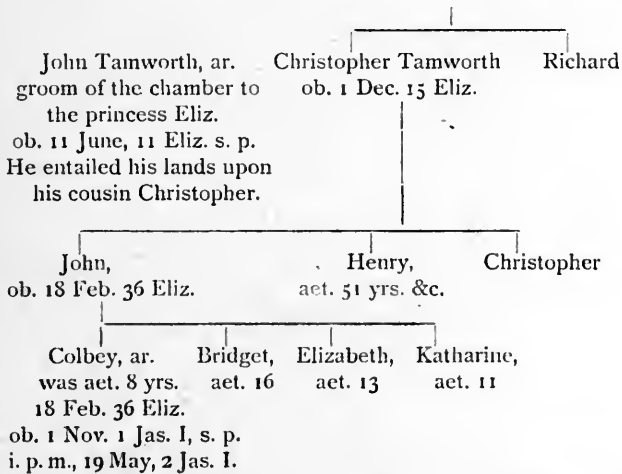 John Tamworth, ar.
groom of the chamber to
the princess Eliz.
ob. 11 June, 11 Eliz. s. p.
He entailed his lands upon
his cousin Christopher.
Christopher Tamworth
ob. 1 Dec. 15 Eliz.
Richard
John,
ob. 18 Feb. 36 Eliz.
Henry,
aet. 51 yrs. &c.
Christopher
Colbey, ar.
was aet. 8 yrs.
18 Feb. 36 Eliz.
ob. 1 Nov. 1 Jas. I, s. p.
i. p. m., 19 May, 2 Jas. I.
Bridget,
aet. 16
Elizabeth,
aet. 13
Katharine,
aet. 11